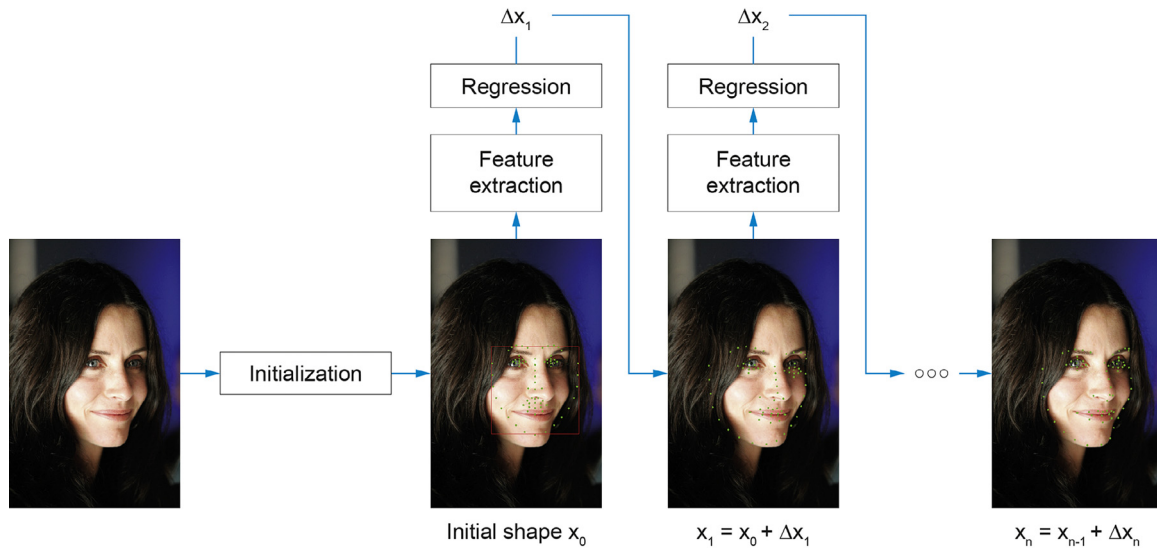 Δx₁
Δx₂
Regression
Regression
Feature
extraction
Feature
extraction
Initialization
Initial shape x₀
x₁ = x₀ + Δx₁
xₙ = xₙ₋₁ + Δxₙ